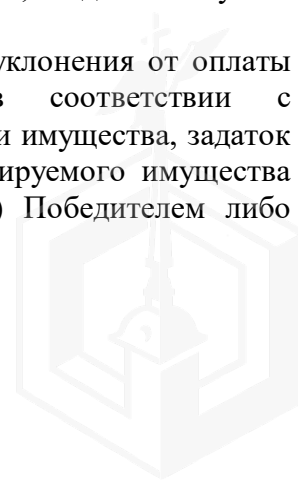 уклонения от оплаты
в соответствии с
и имущества, задаток
ируемого имущества
) Победителем либо